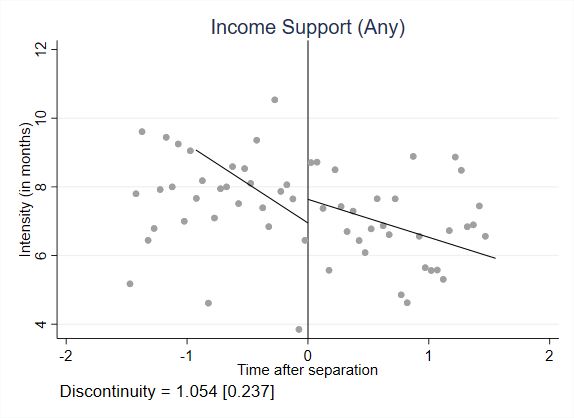 Income Support (Any)
Intensity (in months)
12
10
8
6
4
-2 -1 0 1 2
Time after separation
Discontinuity = 1.054 [0.237]